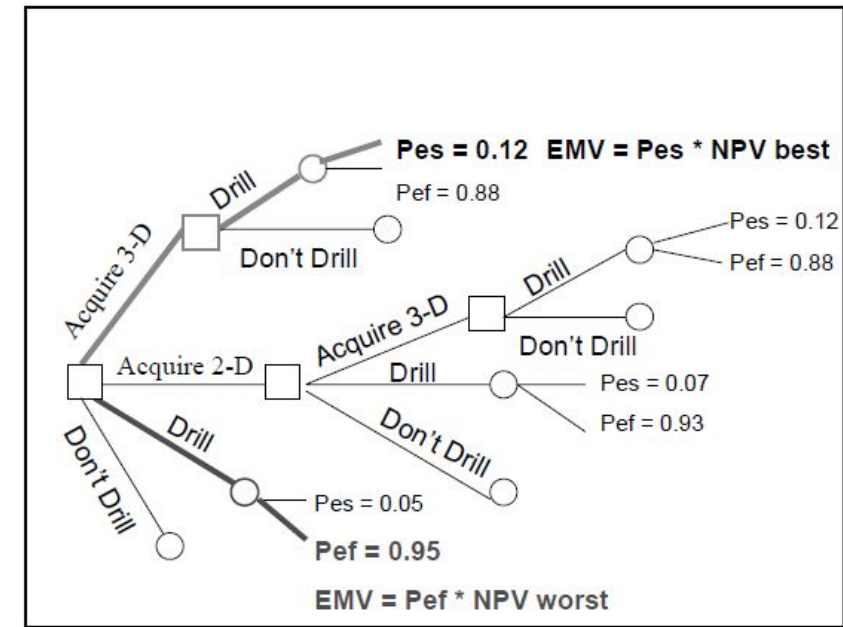 Pes = 0.12 EMV = Pes * NPV best
Drill
Pef = 0.88
Don't Drill
Acquire 3-D
Pes = 0.12
Drill
Pef = 0.88
Acquire 3-D
Don't Drill
Acquire 2-D
Drill
Pes = 0.07
Pef = 0.93
Don't Drill
Drill
Don't Drill
Pes = 0.05
Pef = 0.95
EMV = Pef * NPV worst